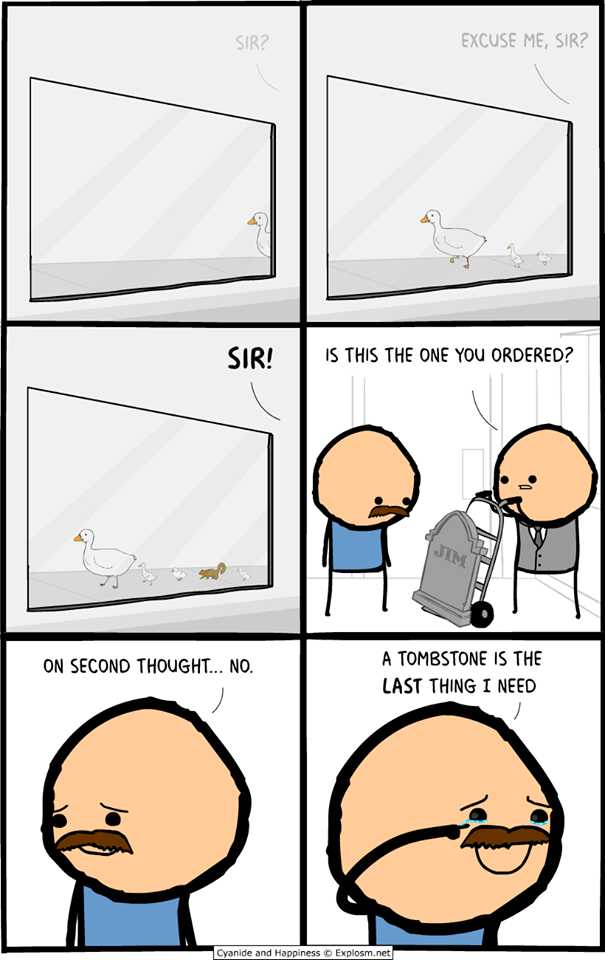 SIR?
EXCUSE ME, SIR?
SIR!
IS THIS THE ONE YOU ORDERED?
JIM
ON SECOND THOUGHT... NO.
A TOMBSTONE IS THE
LAST THING I NEED
Cyanide and Happiness © Explosm.net